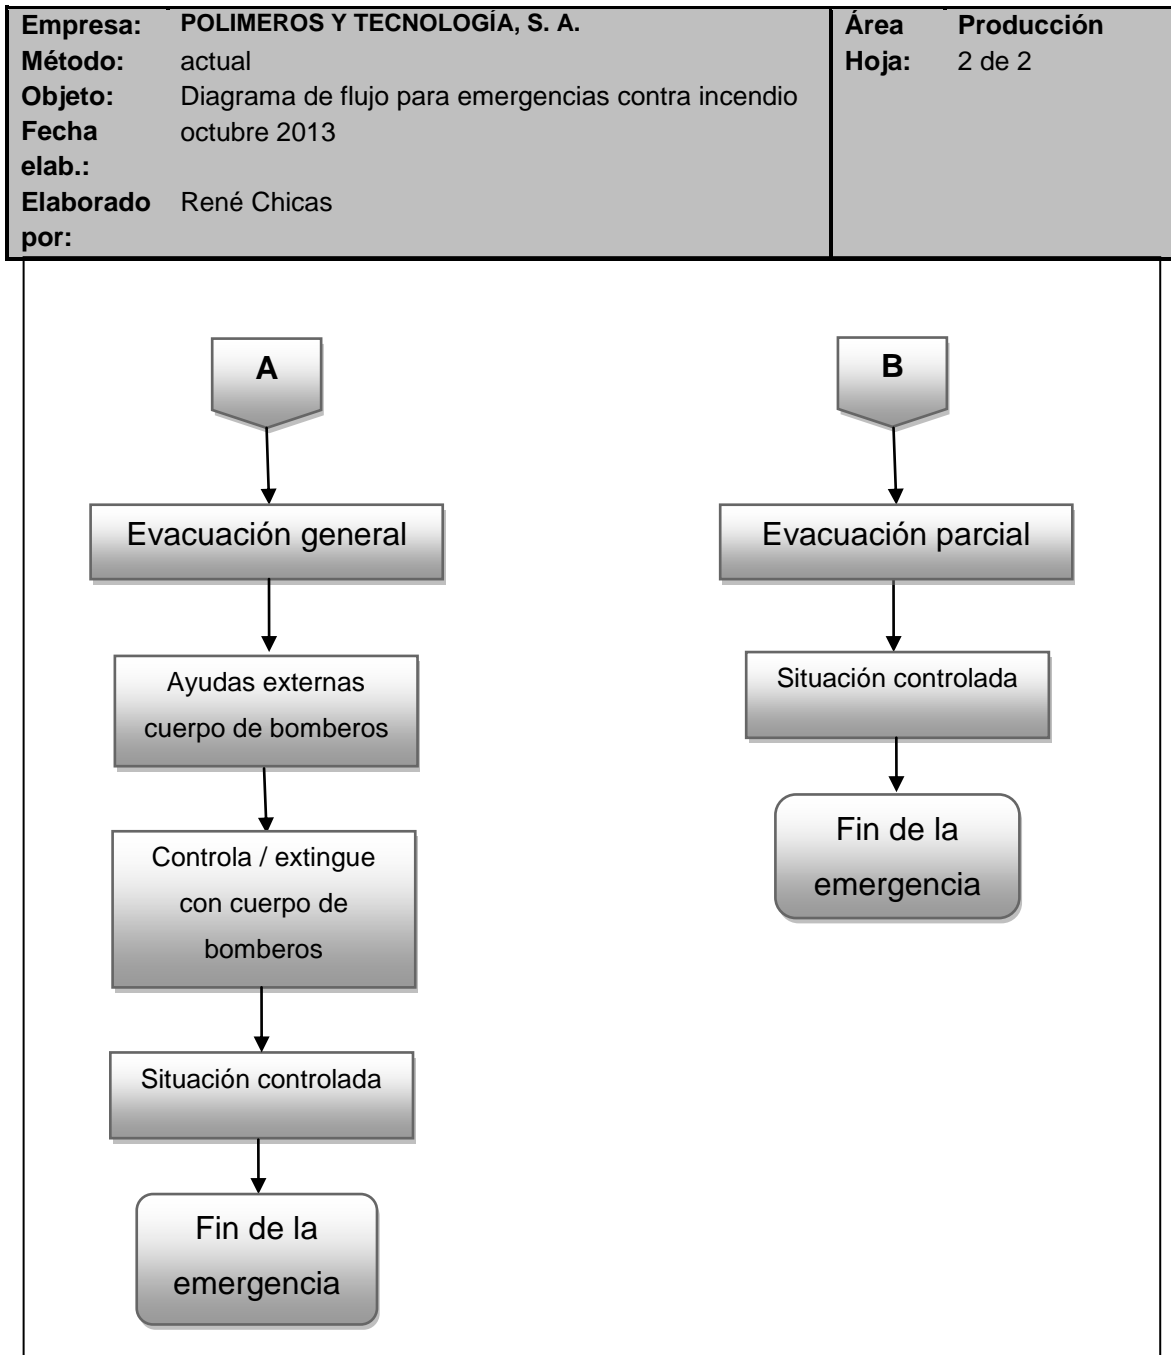 Empresa: POLIMEROS Y TECNOLOGÍA, S. A.
Método: actual
Objeto: Diagrama de flujo para emergencias contra incendio
Fecha octubre 2013
elab.:
Elaborado René Chicas
por:
Área Producción
Hoja: 2 de 2
A
Evacuación general
Ayudas externas
cuerpo de bomberos
Controla / extingue
con cuerpo de
bomberos
Situación controlada
Fin de la
emergencia
B
Evacuación parcial
Situación controlada
Fin de la
emergencia